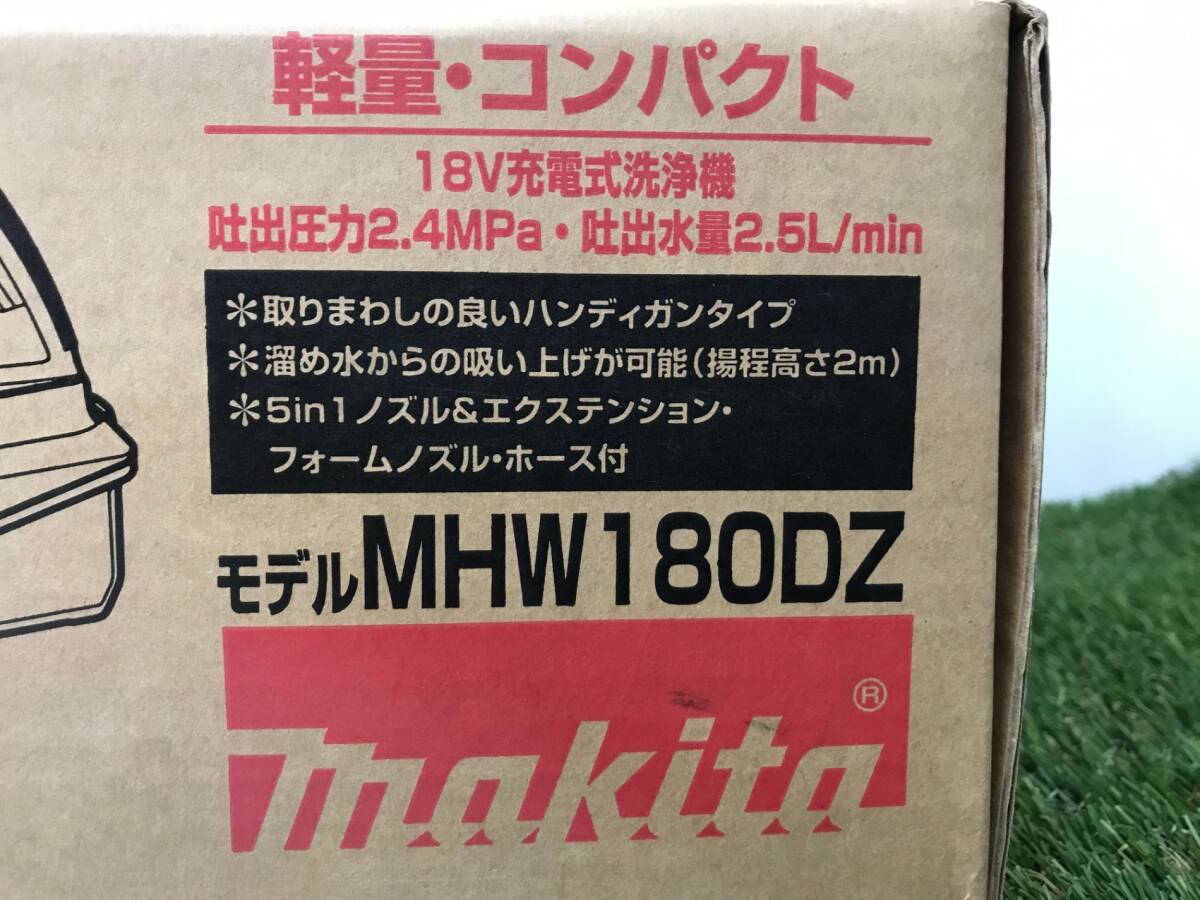 軽量・コンパクト
18V充電式洗浄機
吐出圧力2.4MPa・吐出水量2.5L/min
＊取りまわしの良いハンディガンタイプ
＊溜め水からの吸い上げが可能(揚程高さ2m)
＊5in1ノズル&エクステンション・
フォームノズル・ホース付
モデルMHW180DZ
makita®